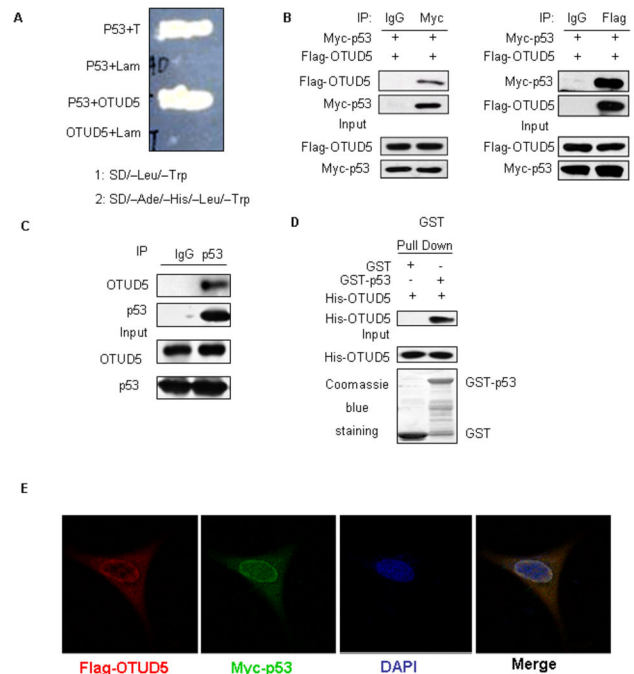 A
P53+T
P53+Lam
P53+OTUD5
OTUD5+Lam
1: SD/–Leu/–Trp
2: SD/–Ade/–His/–Leu/–Trp
B
IP: IgG Myc
Myc-p53 + +
Flag-OTUD5 + +
Flag-OTUD5
Myc-p53
Input
Flag-OTUD5
Myc-p53
IP: IgG Flag
Myc-p53 + +
Flag-OTUD5 + +
Myc-p53
Flag-OTUD5
Input
Flag-OTUD5
Myc-p53
C
IP IgG p53
OTUD5
p53
Input
OTUD5
p53
D
GST
Pull Down
GST + -
GST-p53 - +
His-OTUD5 + +
His-OTUD5
Input
His-OTUD5
Coomassie GST-p53
blue
staining GST
E
Flag-OTUD5 Myc-p53 DAPI Merge